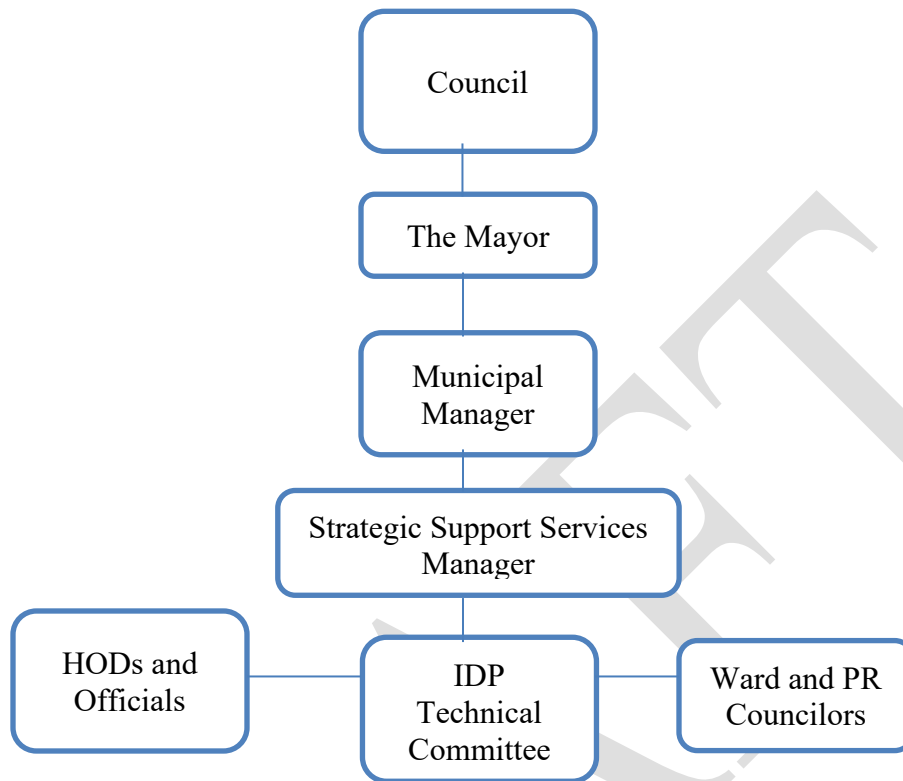 Council
The Mayor
Municipal
Manager
Strategic Support Services
Manager
HODs and
Officials
IDP
Technical
Committee
Ward and PR
Councilors